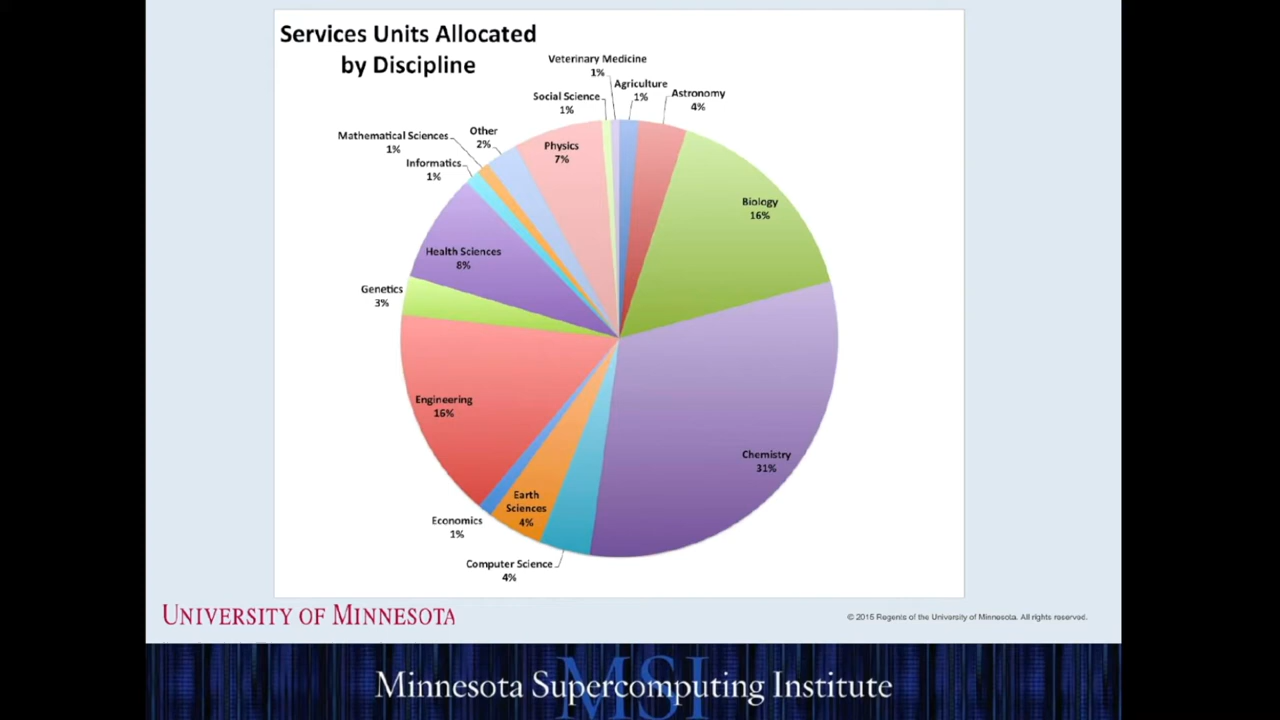 Services Units Allocated
by Discipline
Veterinary Medicine
1%
Agriculture
1%
Astronomy
4%
Social Science
1%
Mathematical Sciences
1%
Other
2%
Physics
7%
Informatics
1%
Biology
16%
Health Sciences
8%
Genetics
3%
Engineering
16%
Chemistry
31%
Earth
Sciences
4%
Economics
1%
Computer Science
4%
UNIVERSITY OF MINNESOTA
© 2015 Regents of the University of Minnesota. All rights reserved.
MSI
Minnesota Supercomputing Institute